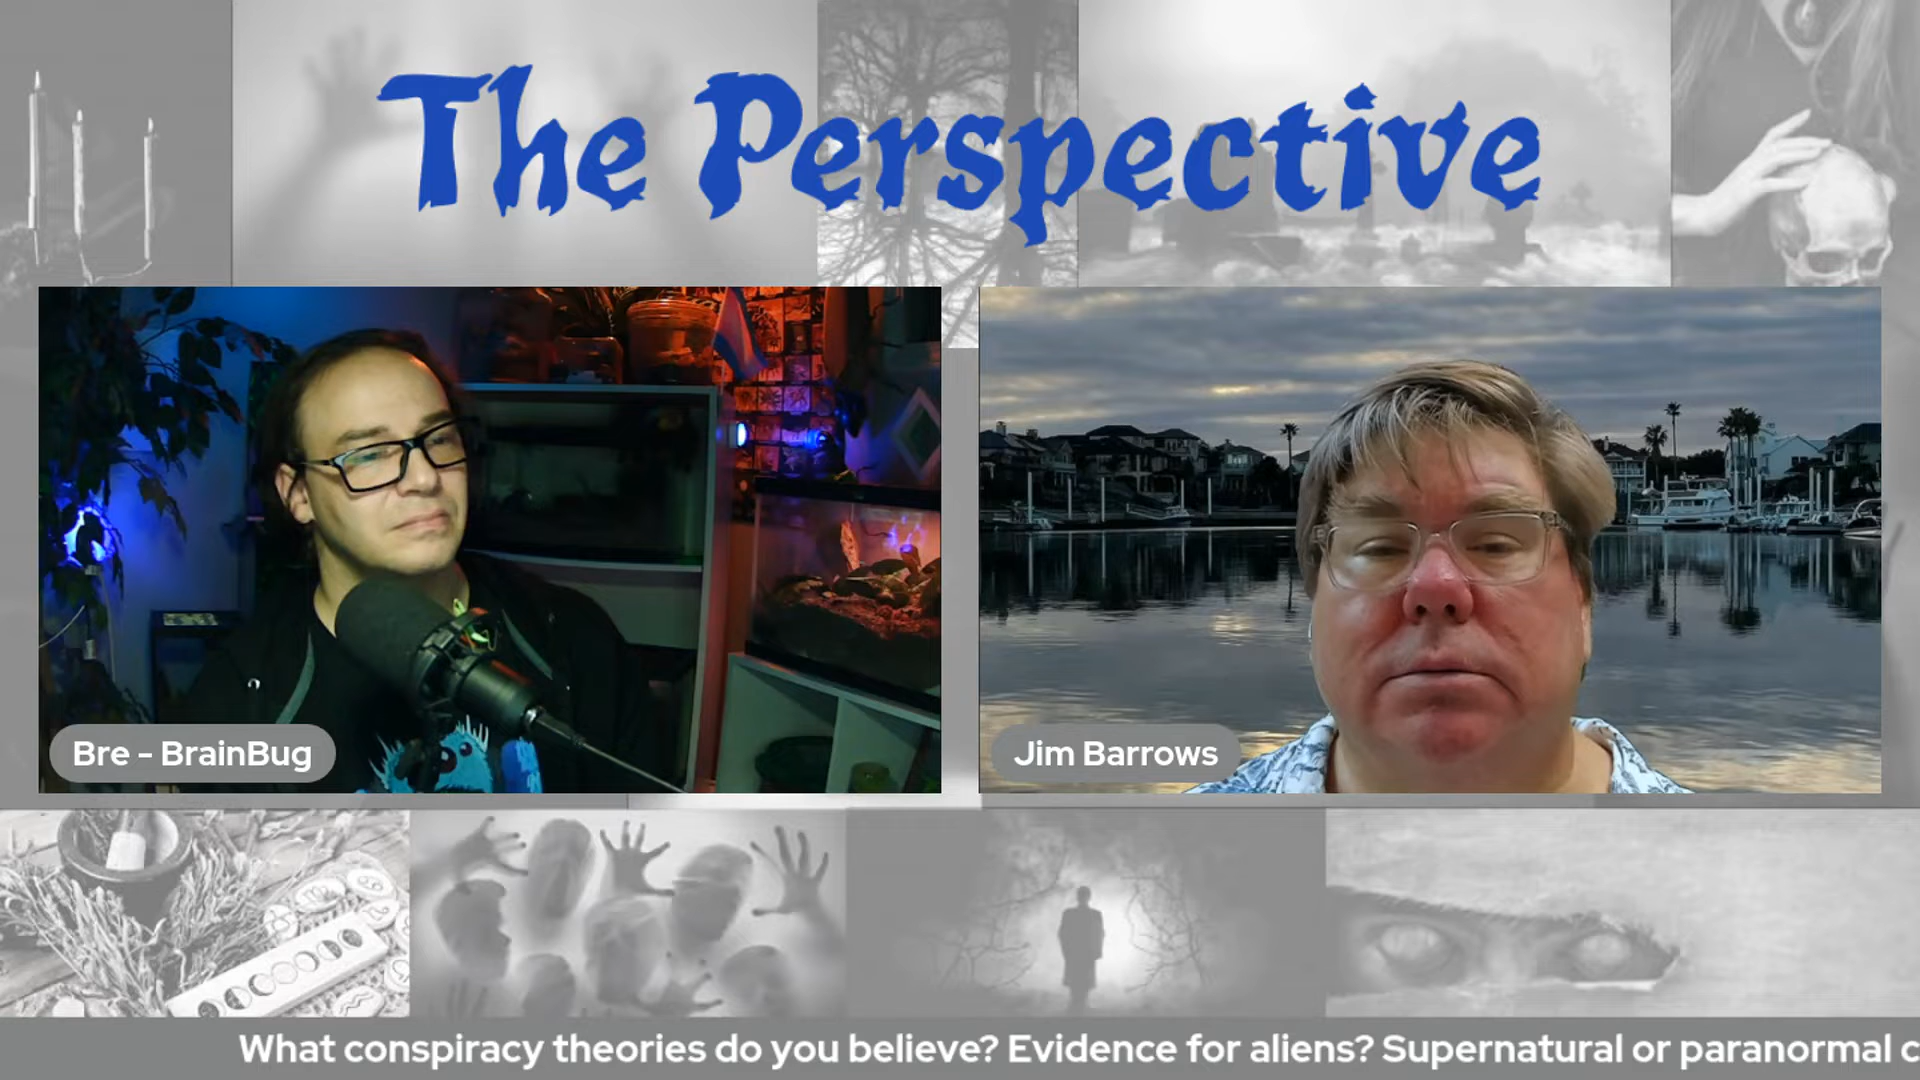 The Perspective
Bre - BrainBug
Jim Barrows
What conspiracy theories do you believe? Evidence for aliens? Supernatural or paranormal c